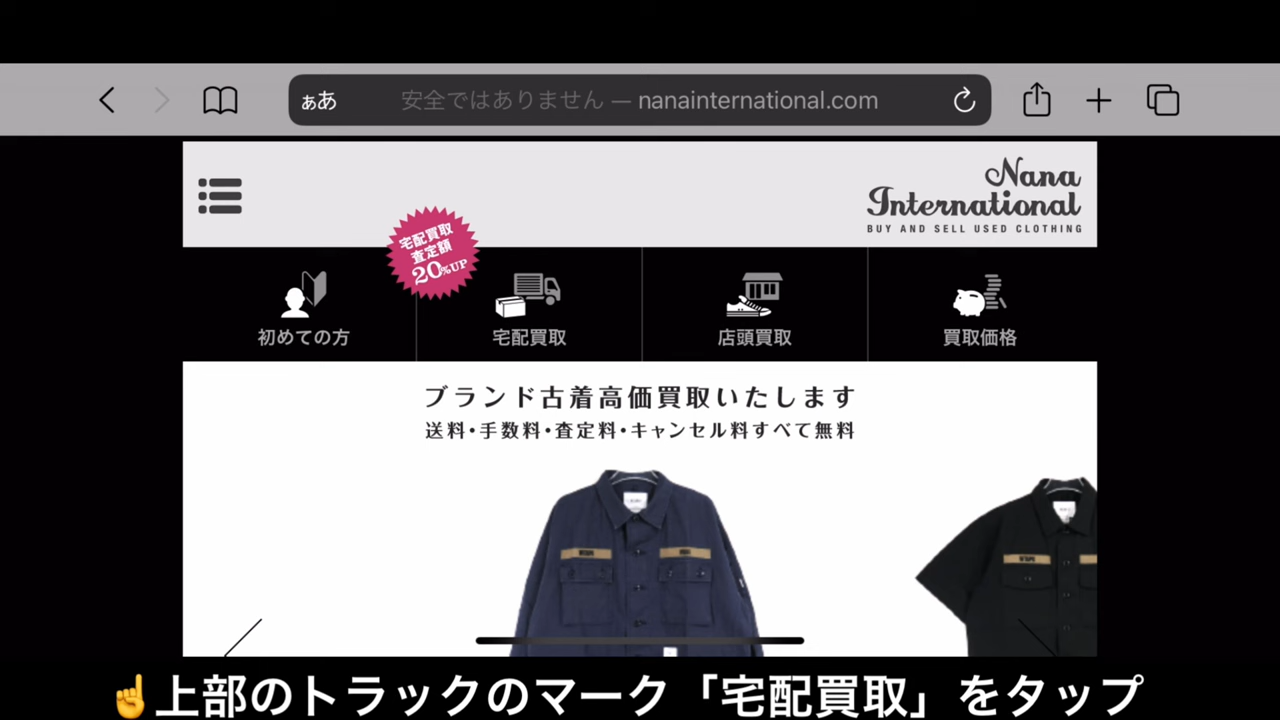 ぁあ 安全ではありません — nanainternational.com
Nana
International
BUY AND SELL USED CLOTHING
宅配買取
査定額
20%UP
初めての方 宅配買取 店頭買取 買取価格
ブランド古着高価買取いたします
送料・手数料・査定料・キャンセル料すべて無料
☝上部のトラックのマーク「宅配買取」をタップ